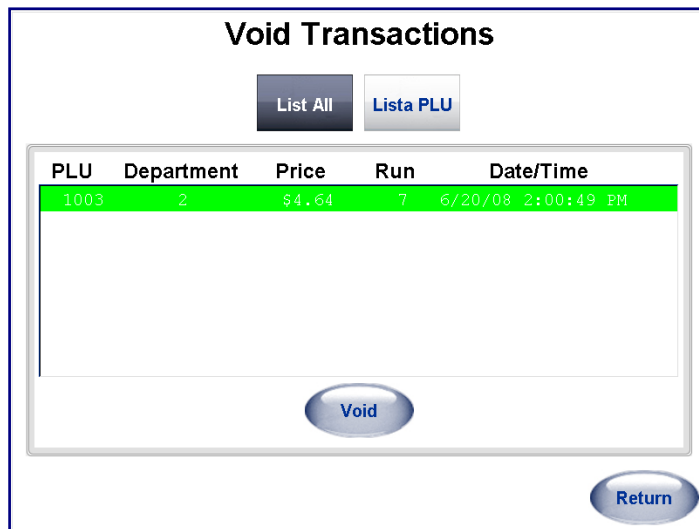 Void Transactions
List All Lista PLU
PLU Department Price Run Date/Time
1003 2 $4.64 7 6/20/08 2:00:49 PM
Void
Return